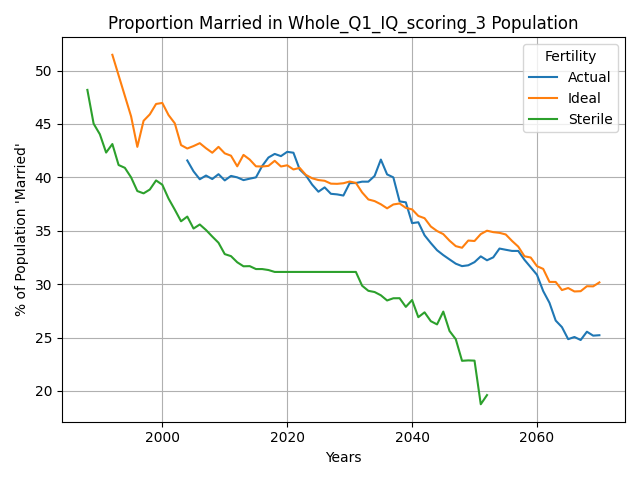 Proportion Married in Whole_Q1_IQ_scoring_3 Population
% of Population 'Married'
50
45
40
35
30
25
20
Fertility
Actual
Ideal
Sterile
2000
2020
2040
2060
Years